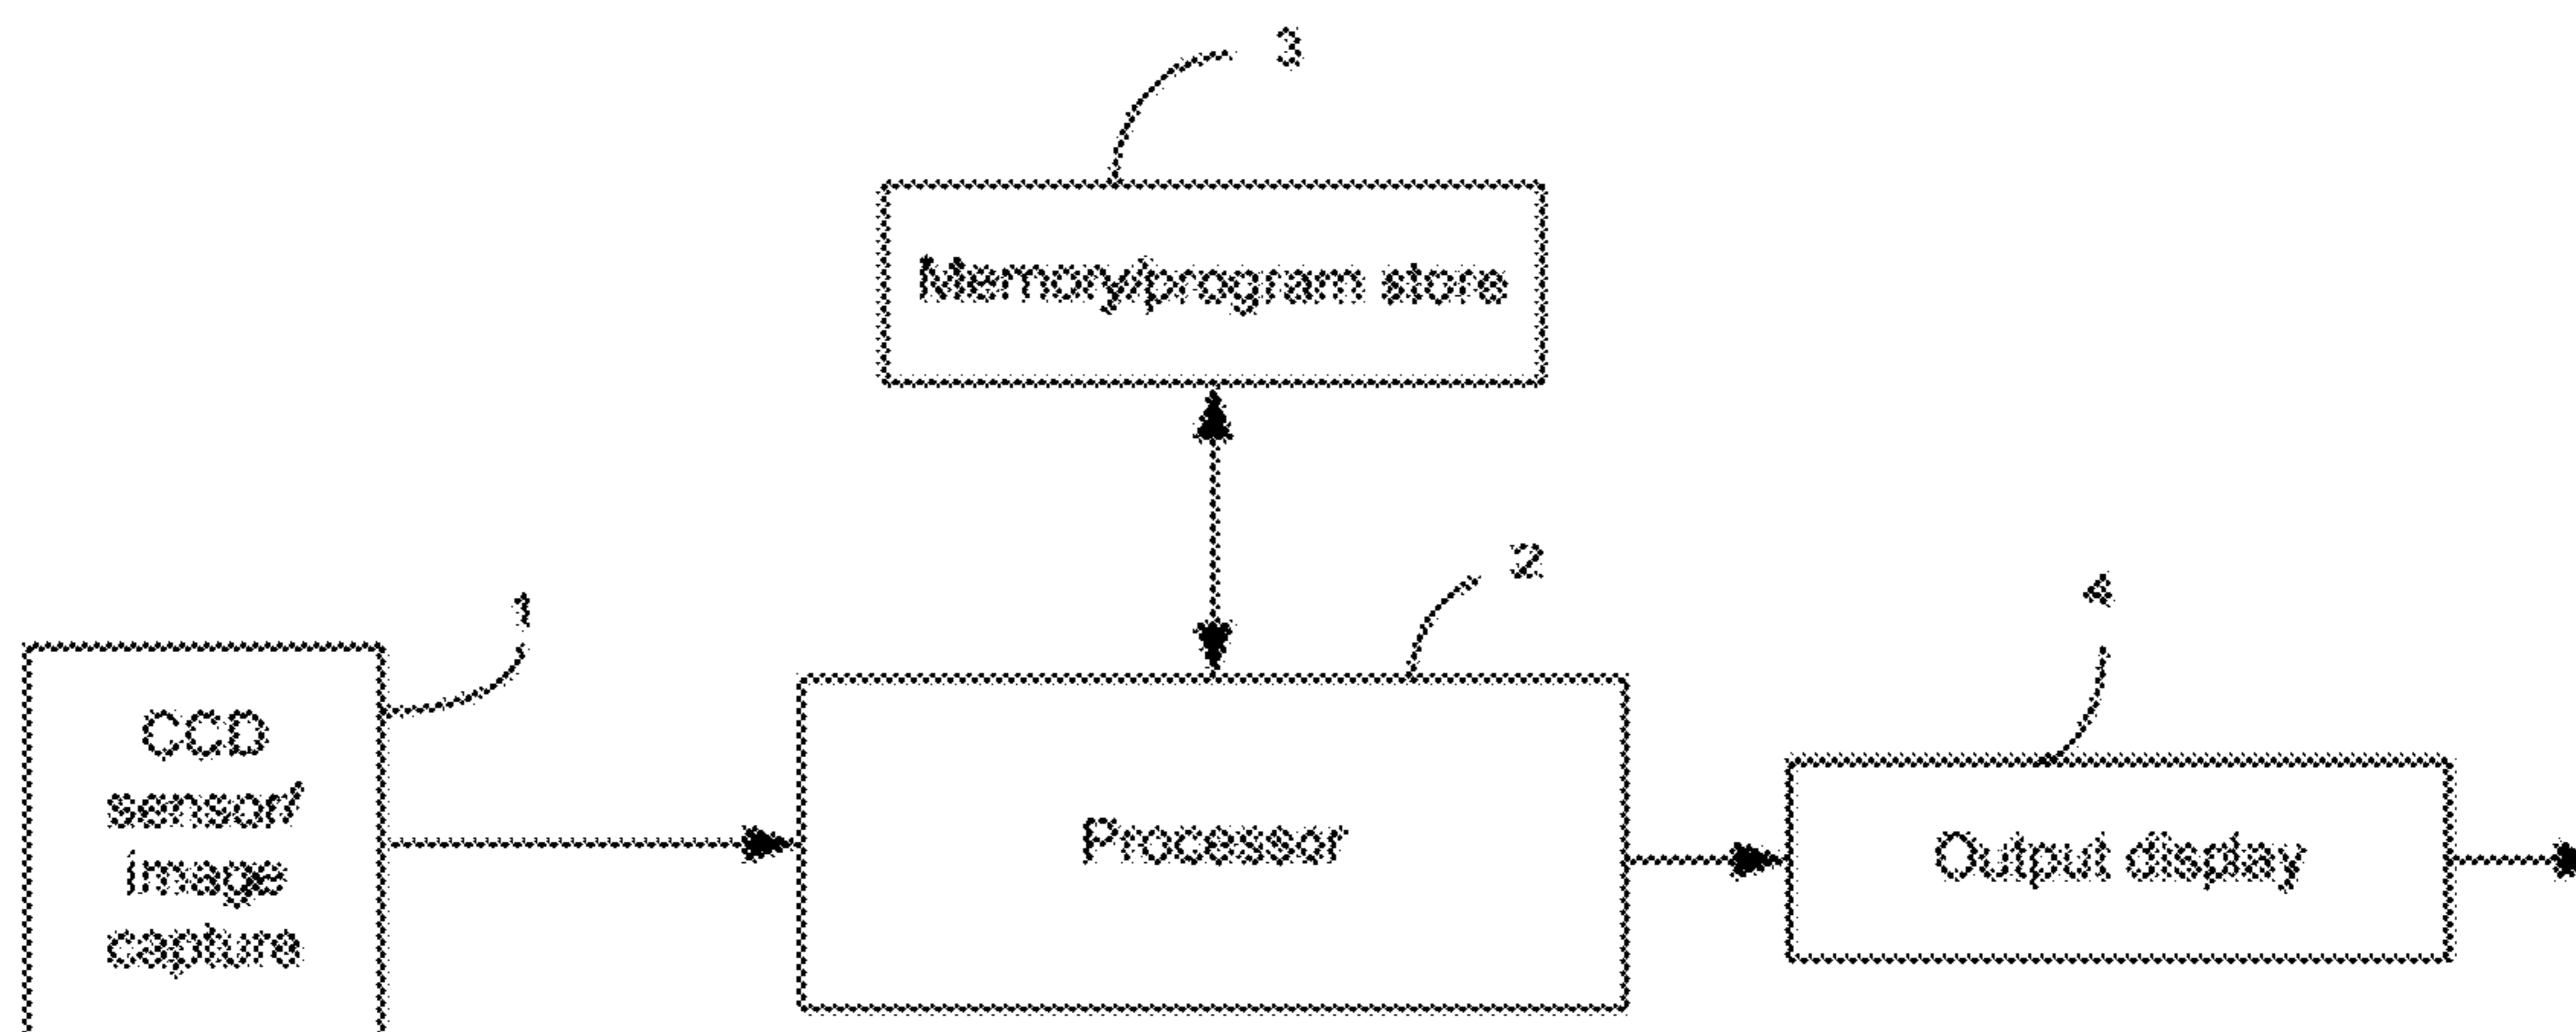 3
Memory/program store
2
4
1
CCD
sensor/
image
capture
Processor
Output display